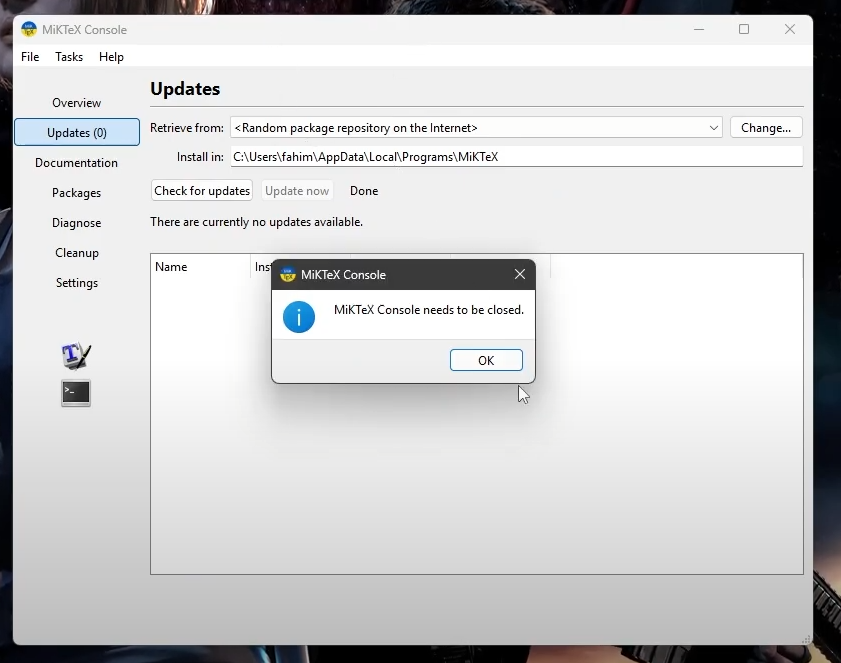 MiKTeX Console
File Tasks Help
Updates
Overview
Updates (0)
Documentation
Packages
Diagnose
Cleanup
Settings
Retrieve from: <Random package repository on the Internet> Change...
Install in: C:\Users\fahim\AppData\Local\Programs\MiKTeX
Check for updates Update now Done
There are currently no updates available.
Name
MiKTeX Console
MiKTeX Console needs to be closed.
OK